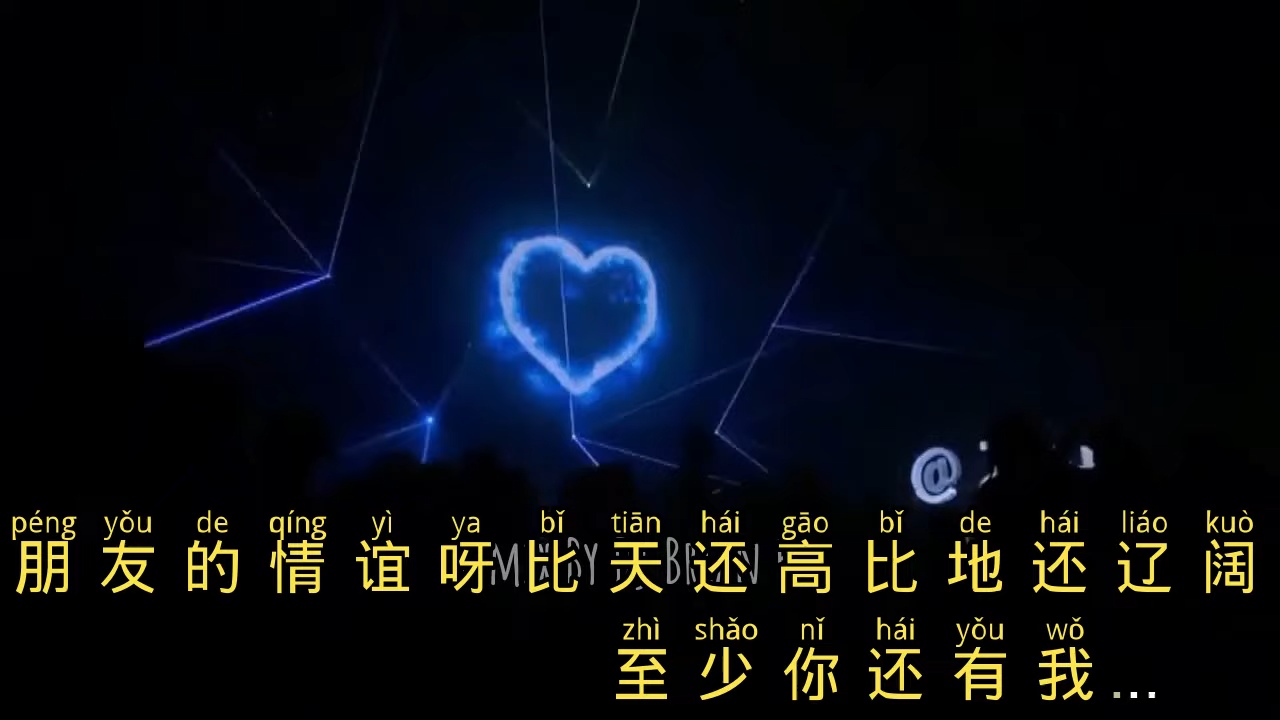 péng yǒu de qíng yì ya bǐ tiān hái gāo bǐ de hái liáo kuò
朋友的情谊呀比天还高比地还辽阔
zhì shǎo nǐ hái yǒu wǒ
至少你还有我...
@